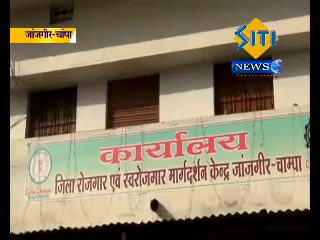 जांजगीर-चांपा
SITI
NEWS
कार्यालय
जिला रोजगार एवं स्वरोजगार मार्गदर्शन केन्द्र जांजगीर-चाम्पा